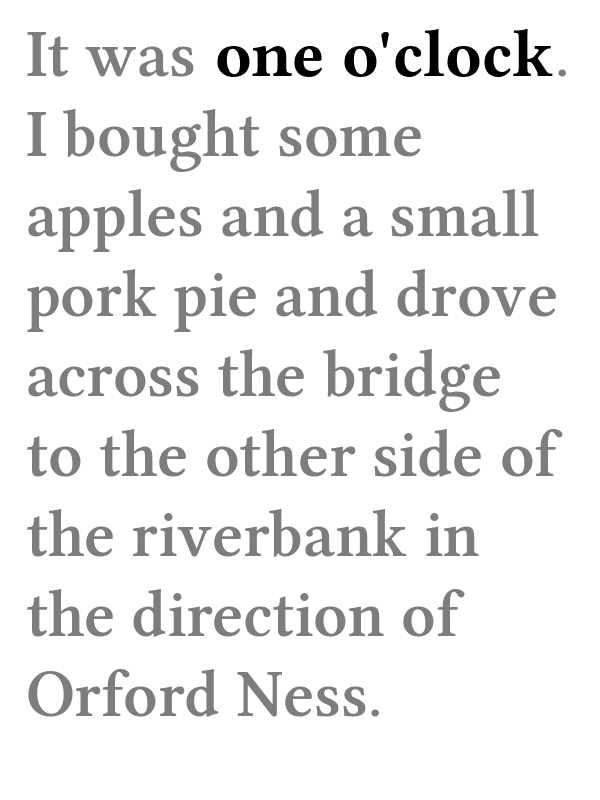 It was one o'clock.
I bought some
apples and a small
pork pie and drove
across the bridge
to the other side of
the riverbank in
the direction of
Orford Ness.